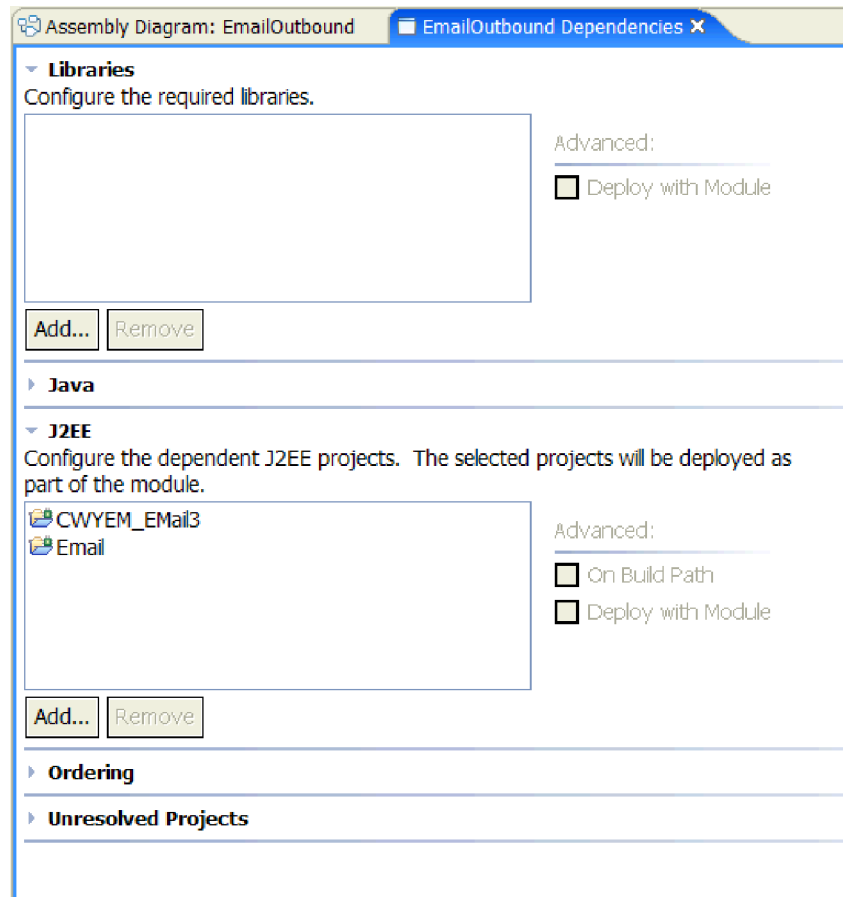 Assembly Diagram: EmailOutbound
EmailOutbound Dependencies
Libraries
Configure the required libraries.
Advanced:
Deploy with Module
Add...
Remove
Java
J2EE
Configure the dependent J2EE projects. The selected projects will be deployed as
part of the module.
CWYEM_EMail3
Email
Advanced:
On Build Path
Deploy with Module
Add...
Remove
Ordering
Unresolved Projects